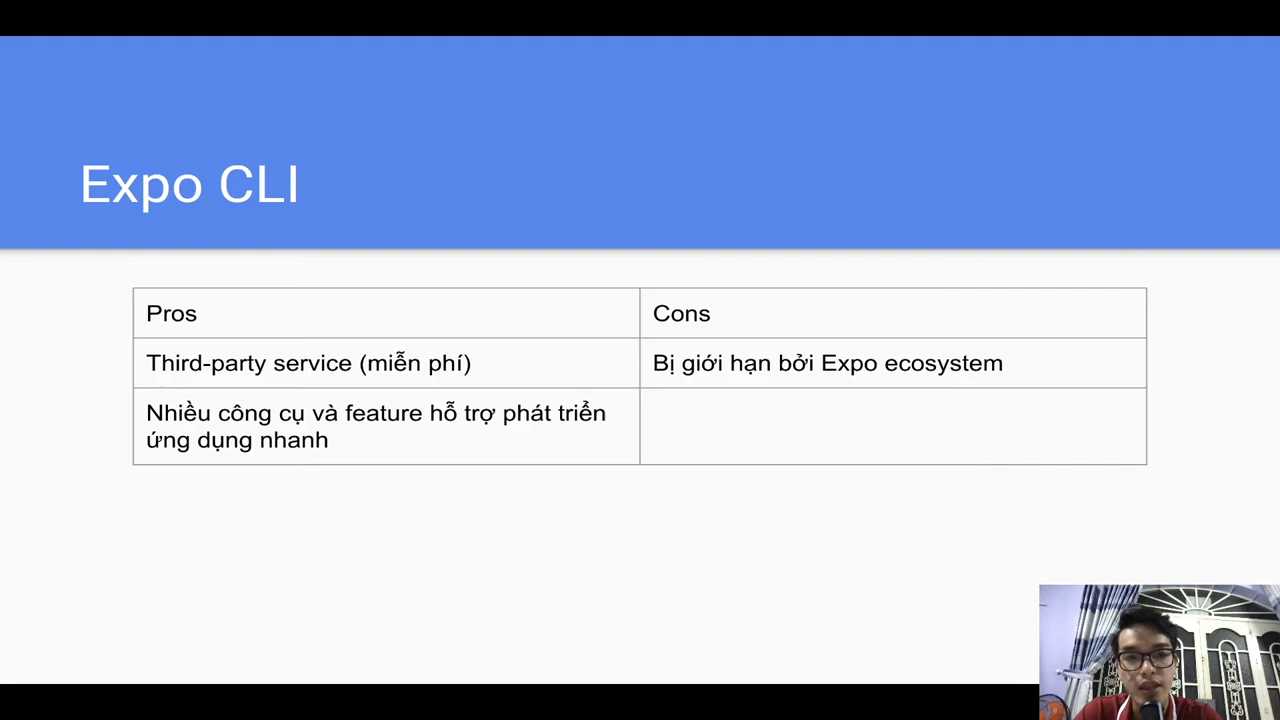 Expo CLI
Pros
Cons
Third-party service (miễn phí)
Bị giới hạn bởi Expo ecosystem
Nhiều công cụ và feature hỗ trợ phát triển
ứng dụng nhanh